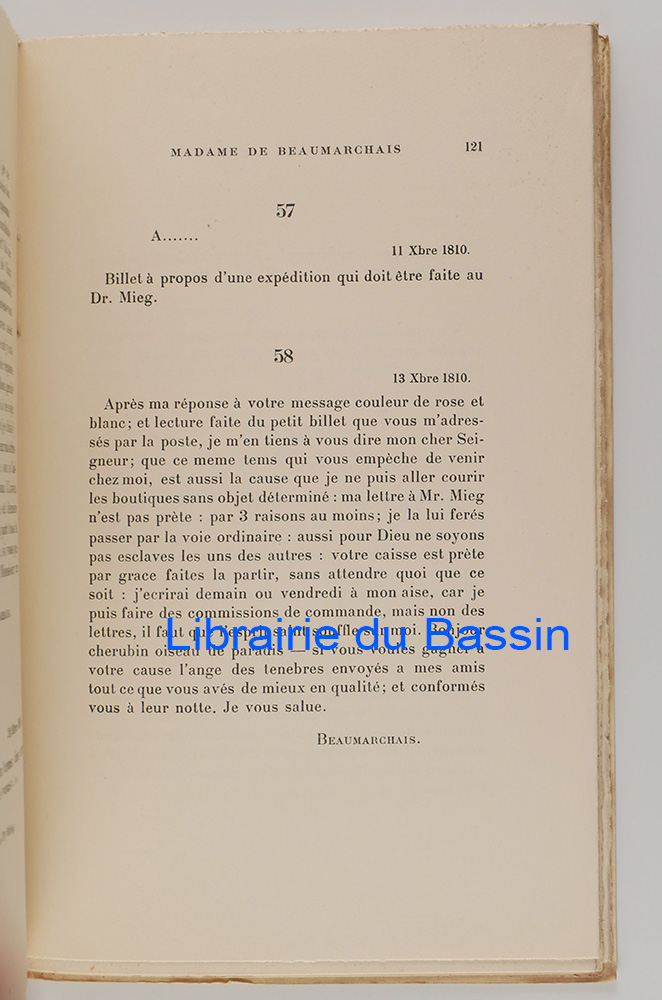 MADAME DE BEAUMARCHAIS 121
57
A.......
11 Xbre 1810.
Billet à propos d'une expédition qui doit être faite au
Dr. Mieg.
58
13 Xbre 1810.
Après ma réponse à votre message couleur de rose et
blanc; et lecture faite du petit billet que vous m'adres-
sés par la poste, je m'en tiens à vous dire mon cher Sei-
gneur; que ce meme tems qui vous empèche de venir
chez moi, est aussi la cause que je ne puis aller courir
les boutiques sans objet déterminé : ma lettre à Mr. Mieg
n'est pas prète : par 3 raisons au moins; je la lui ferés
passer par la voie ordinaire : aussi pour Dieu ne soyons
pas esclaves les uns des autres : votre caisse est prète
par grace faites la partir, sans attendre quoi que ce
soit : j'ecrirai demain ou vendredi à mon aise, car je
puis faire des commissions de commande, mais non des
lettres, il faut que l'esprit saint souffle sur moi. Bonjour
cherubin oiseau de paradis — si vous voulés gagner a
votre cause l'ange des tenebres envoyés a mes amis
tout ce que vous avés de mieux en qualité; et conformés
vous à leur notte. Je vous salue.
BEAUMARCHAIS.
Librairie du Bassin